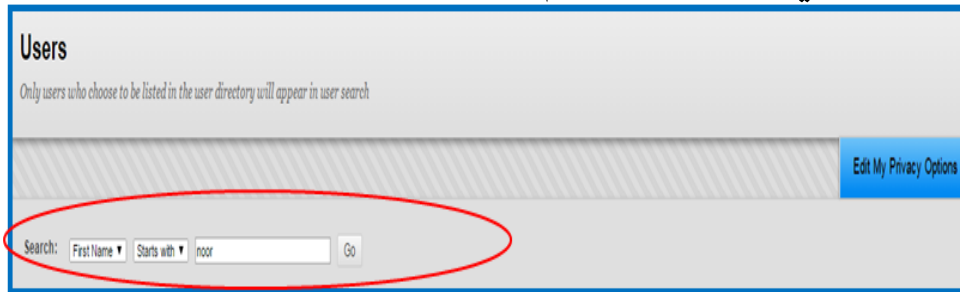 Users
Only users who choose to be listed in the user directory will appear in user search
Edit My Privacy Options
Search: First Name Starts with noor Go